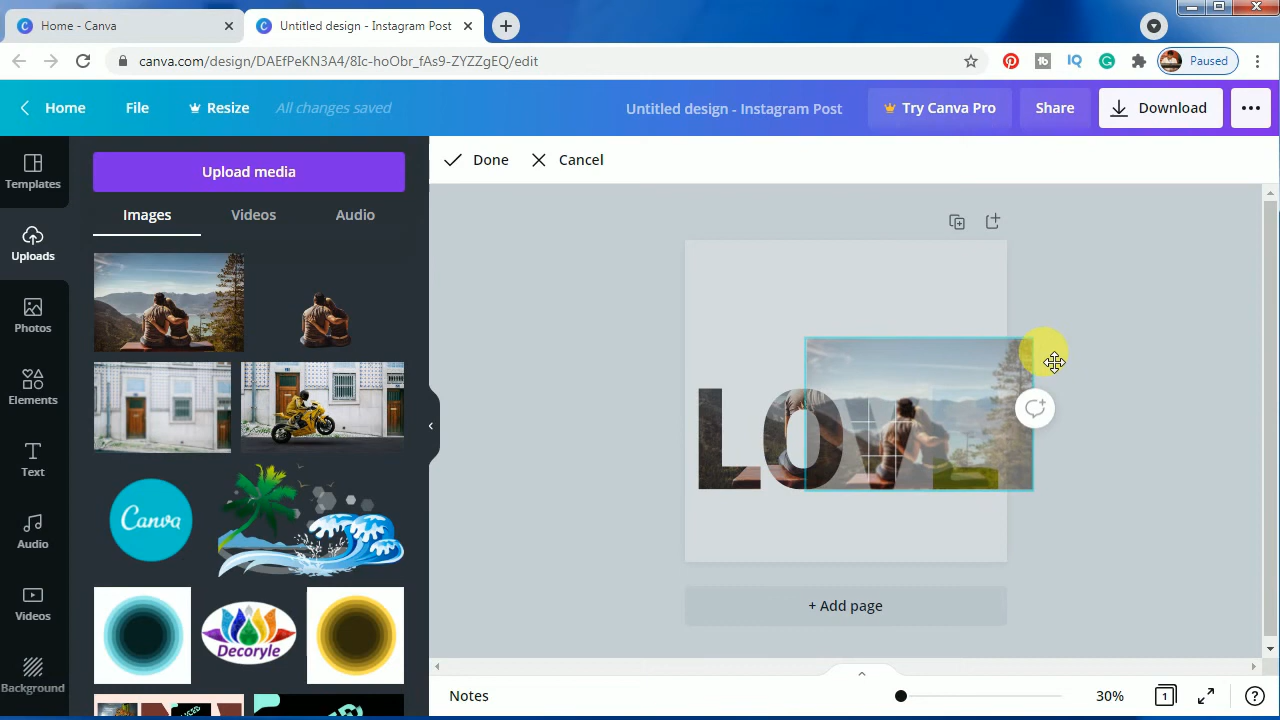 Home - Canva
Untitled design - Instagram Post
canva.com/design/DAEfPeKN3A4/8Ic-hoObr_fAs9-ZYZZgEQ/edit
Paused
Home
File
Resize
All changes saved
Untitled design - Instagram Post
Try Canva Pro
Share
Download
Templates
Uploads
Photos
Elements
Text
Audio
Videos
Background
Upload media
Images
Videos
Audio
Canva
Decoryle
Done
Cancel
LOVE
+ Add page
Notes
30%
1